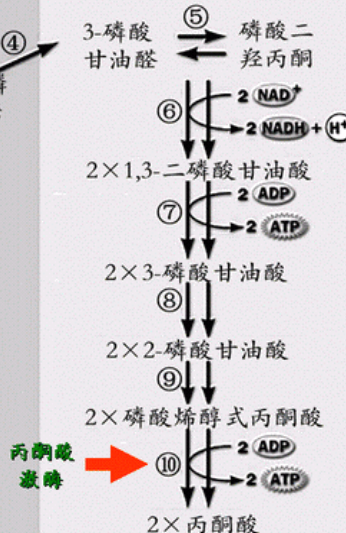 ④
3-磷酸 ⑤ 磷酸二
甘油醛 羟丙酮
⑥ 2 NAD+
2 NADH + H+
2×1,3-二磷酸甘油酸
⑦ 2 ADP
2 ATP
2×3-磷酸甘油酸
⑧
2×2-磷酸甘油酸
⑨
2×磷酸烯醇式丙酮酸
丙酮酸
激酶
⑩ 2 ADP
2 ATP
2×丙酮酸